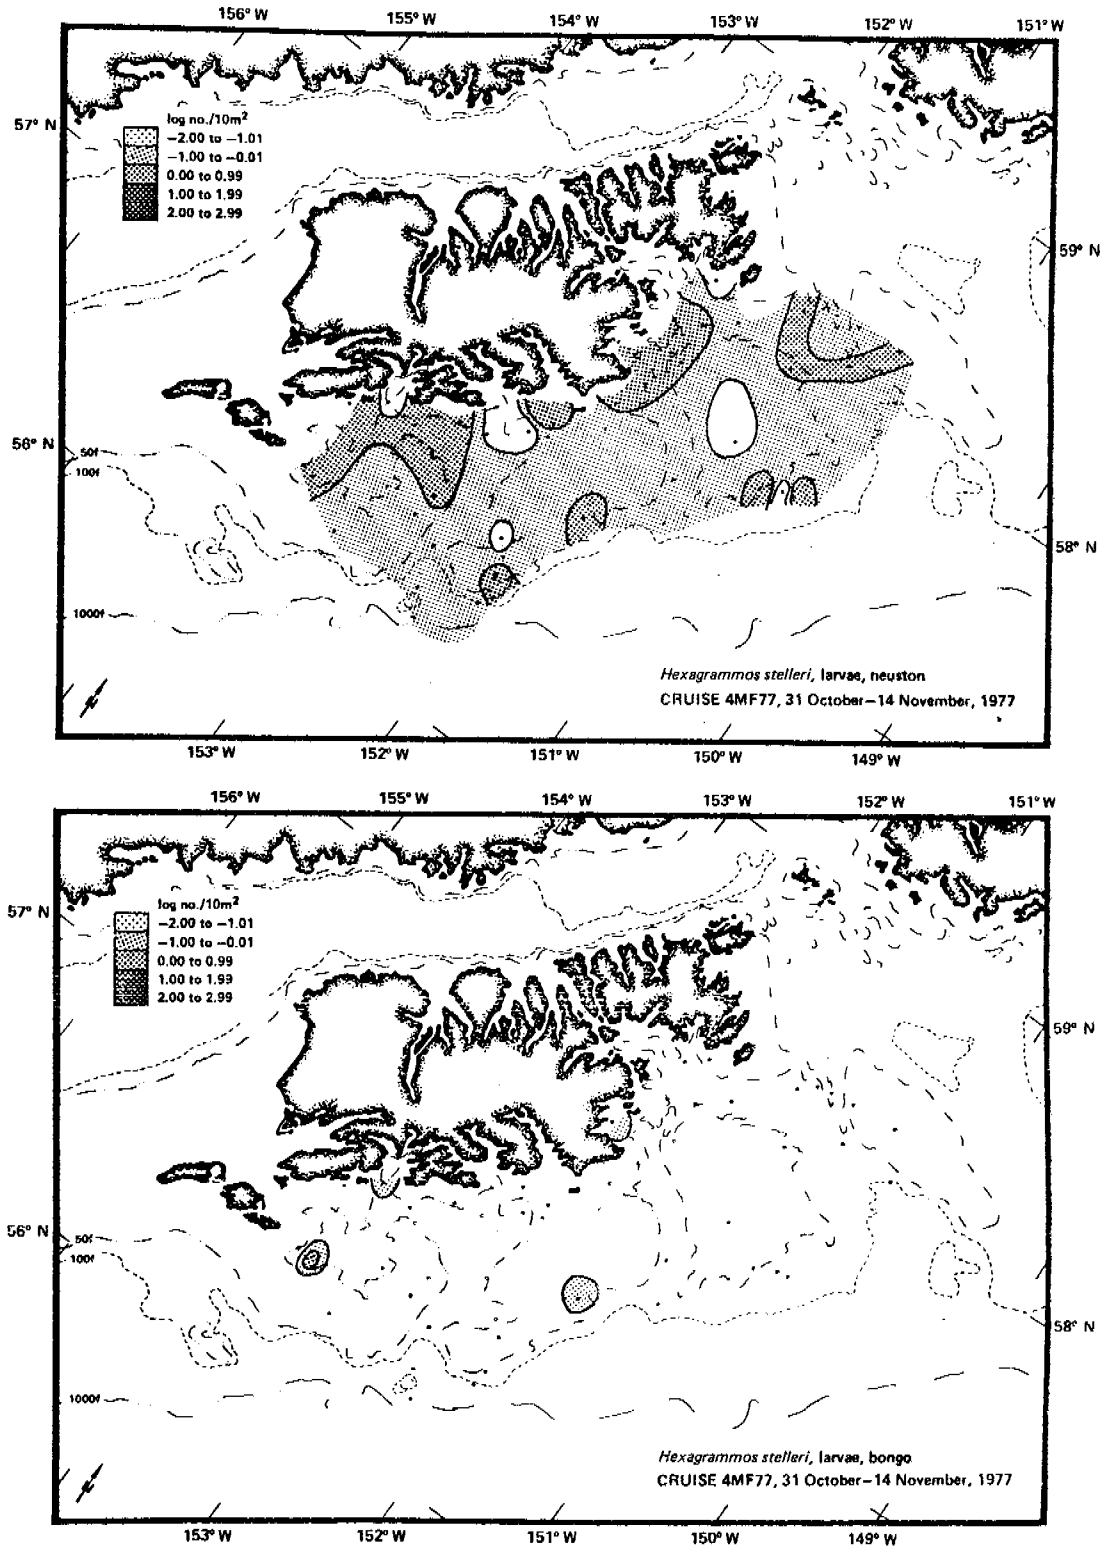 156° W 155° W 154° W 153° W 152° W 151° W
57° N
log no./10m²
−2.00 to −1.01
−1.00 to −0.01
0.00 to 0.99
1.00 to 1.99
2.00 to 2.99
59° N
56° N
50f
100f
58° N
1000f
Hexagrammos stelleri, larvae, neuston
CRUISE 4MF77, 31 October–14 November, 1977
N
153° W 152° W 151° W 150° W 149° W
156° W 155° W 154° W 153° W 152° W 151° W
57° N
log no./10m²
−2.00 to −1.01
−1.00 to −0.01
0.00 to 0.99
1.00 to 1.99
2.00 to 2.99
59° N
56° N
50f
100f
58° N
1000f
Hexagrammos stelleri, larvae, bongo
CRUISE 4MF77, 31 October–14 November, 1977
N
153° W 152° W 151° W 150° W 149° W